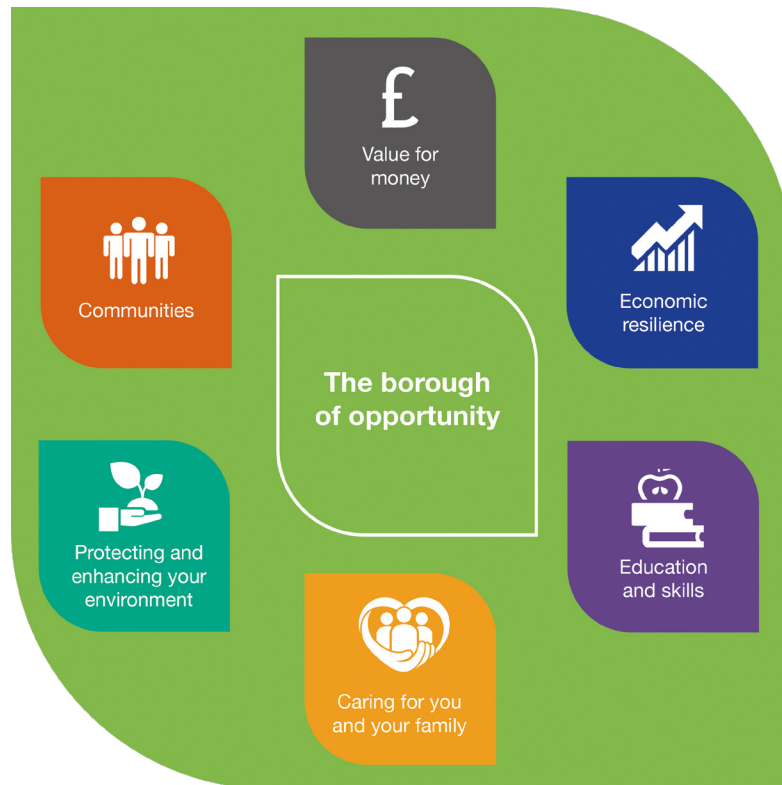 £
Value for
money
Communities
Economic
resilience
The borough
of opportunity
Protecting and
enhancing your
environment
Education
and skills
Caring for you
and your family